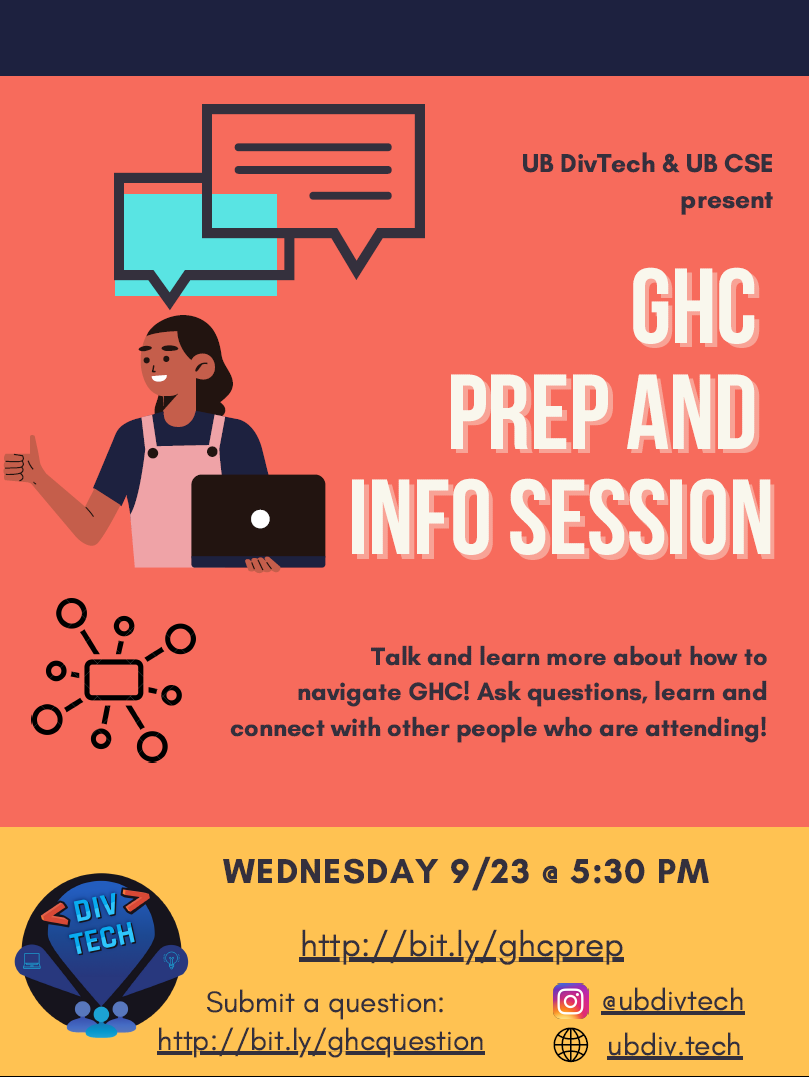 UB DivTech & UB CSE
present
GHC
PREP AND
INFO SESSION
Talk and learn more about how to
navigate GHC! Ask questions, learn and
connect with other people who are attending!
WEDNESDAY 9/23 @ 5:30 PM
< DIV >
TECH
http://bit.ly/ghcprep
Submit a question:
http://bit.ly/ghcquestion
@ubdivtech
ubdiv.tech